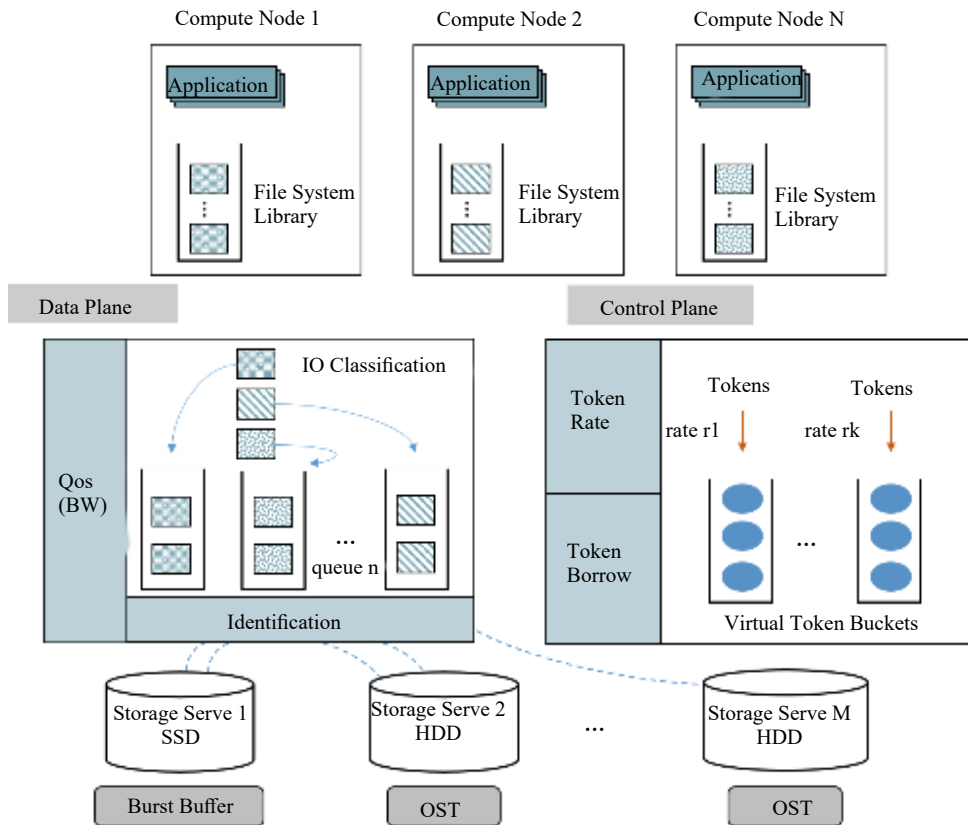 Compute Node 1
Compute Node 2
Compute Node N
Application
Application
Application
File System
Library
File System
Library
File System
Library
Data Plane
Control Plane
Qos
(BW)
IO Classification
...
queue n
Identification
Token
Rate
Token
Borrow
Tokens
Tokens
rate r1
rate rk
...
Virtual Token Buckets
Storage Serve 1
SSD
Storage Serve 2
HDD
...
Storage Serve M
HDD
Burst Buffer
OST
OST